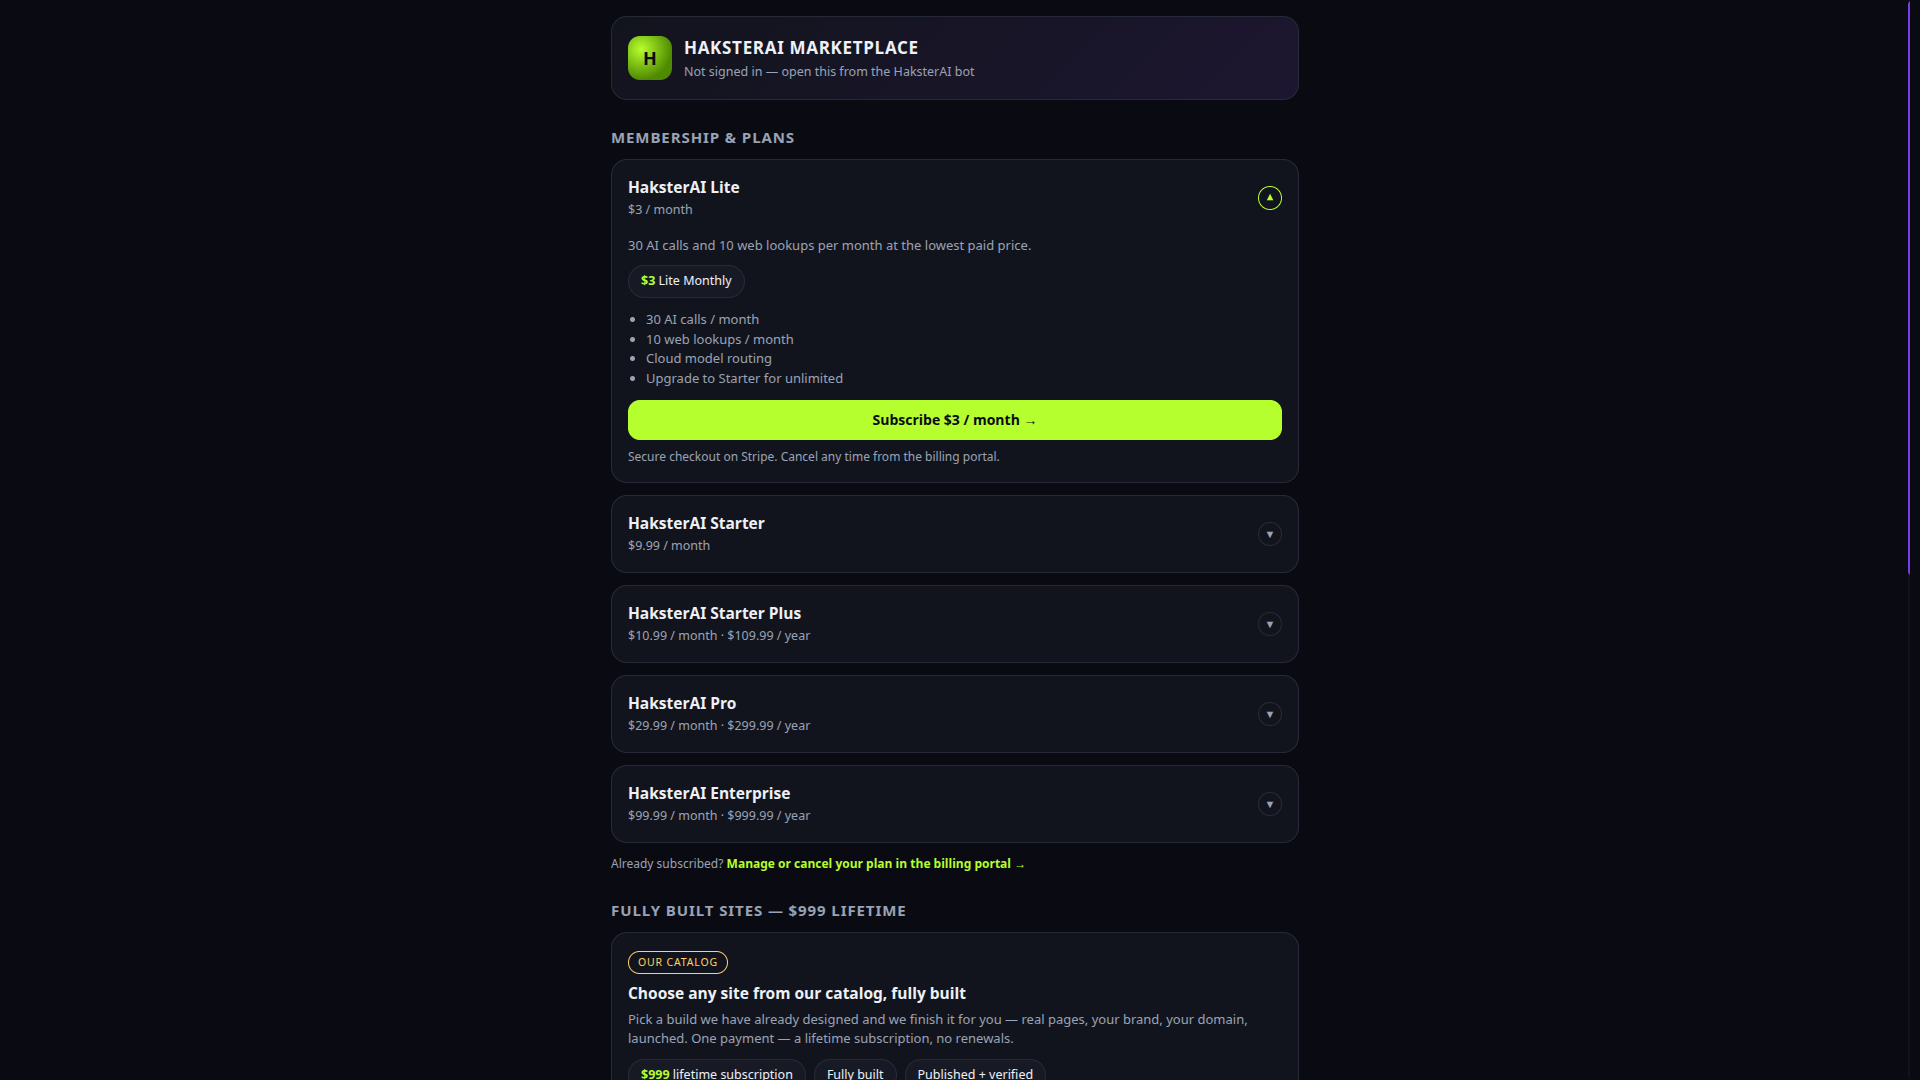 H
HAKSTERAI MARKETPLACE
Not signed in — open this from the HaksterAI bot
MEMBERSHIP & PLANS
HaksterAI Lite
$3 / month
▲
30 AI calls and 10 web lookups per month at the lowest paid price.
$3 Lite Monthly
• 30 AI calls / month
• 10 web lookups / month
• Cloud model routing
• Upgrade to Starter for unlimited
Subscribe $3 / month →
Secure checkout on Stripe. Cancel any time from the billing portal.
HaksterAI Starter
$9.99 / month
▼
HaksterAI Starter Plus
$10.99 / month · $109.99 / year
▼
HaksterAI Pro
$29.99 / month · $299.99 / year
▼
HaksterAI Enterprise
$99.99 / month · $999.99 / year
▼
Already subscribed? Manage or cancel your plan in the billing portal →
FULLY BUILT SITES — $999 LIFETIME
OUR CATALOG
Choose any site from our catalog, fully built
Pick a build we have already designed and we finish it for you — real pages, your brand, your domain,
launched. One payment — a lifetime subscription, no renewals.
$999 lifetime subscription Fully built Published + verified